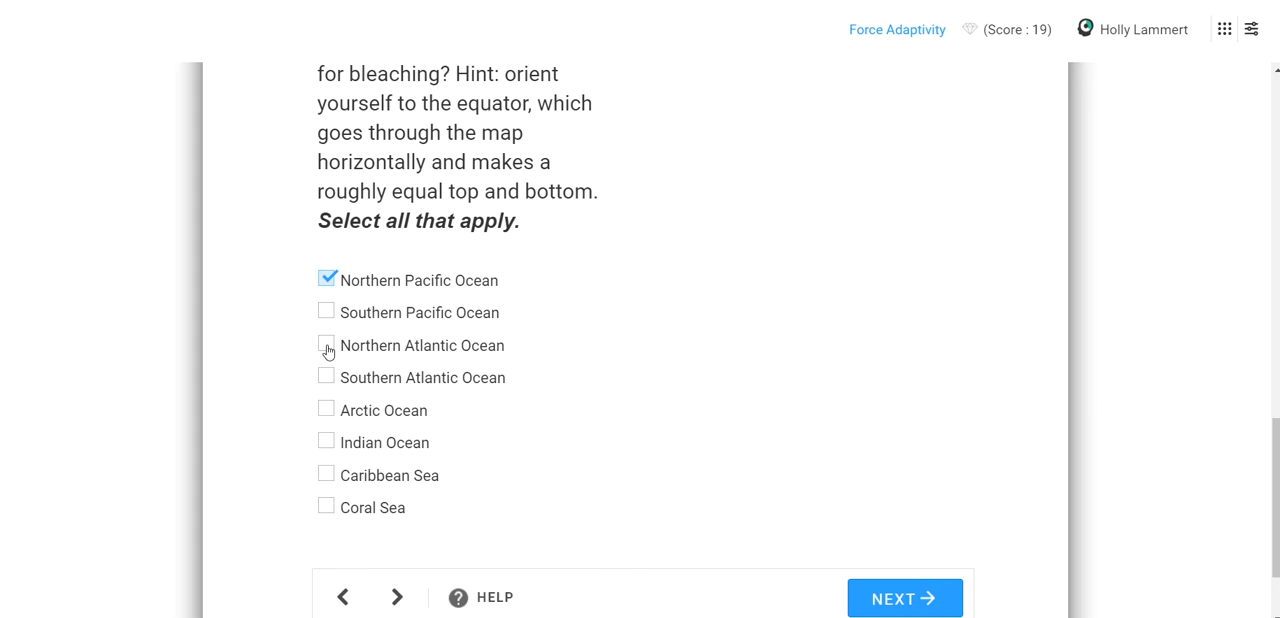 Force Adaptivity (Score : 19) Holly Lammert
for bleaching? Hint: orient
yourself to the equator, which
goes through the map
horizontally and makes a
roughly equal top and bottom.
Select all that apply.
Northern Pacific Ocean
Southern Pacific Ocean
Northern Atlantic Ocean
Southern Atlantic Ocean
Arctic Ocean
Indian Ocean
Caribbean Sea
Coral Sea
? HELP NEXT